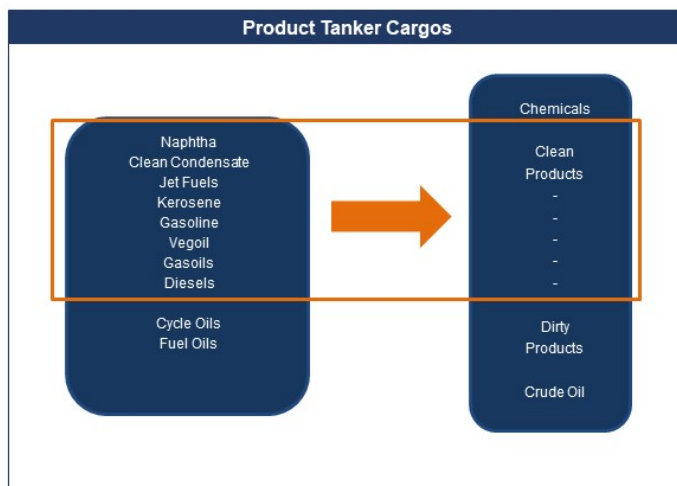 Product Tanker Cargos
Naphtha
Clean Condensate
Jet Fuels
Kerosene
Gasoline
Vegoil
Gasoils
Diesels
Cycle Oils
Fuel Oils
Chemicals
Clean
Products
-
-
-
-
-
Dirty
Products
Crude Oil